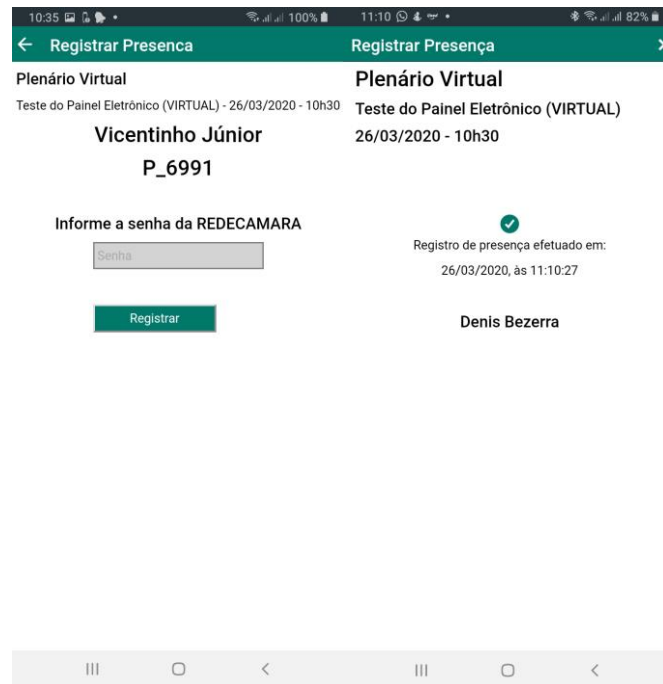 10:35
100%
Registrar Presenca
Plenário Virtual
Teste do Painel Eletrônico (VIRTUAL) - 26/03/2020 - 10h30
Vicentinho Júnior
P_6991
Informe a senha da REDECAMARA
Senha
Registrar
11:10
82%
Registrar Presença
Plenário Virtual
Teste do Painel Eletrônico (VIRTUAL)
26/03/2020 - 10h30
Registro de presença efetuado em:
26/03/2020, às 11:10:27
Denis Bezerra